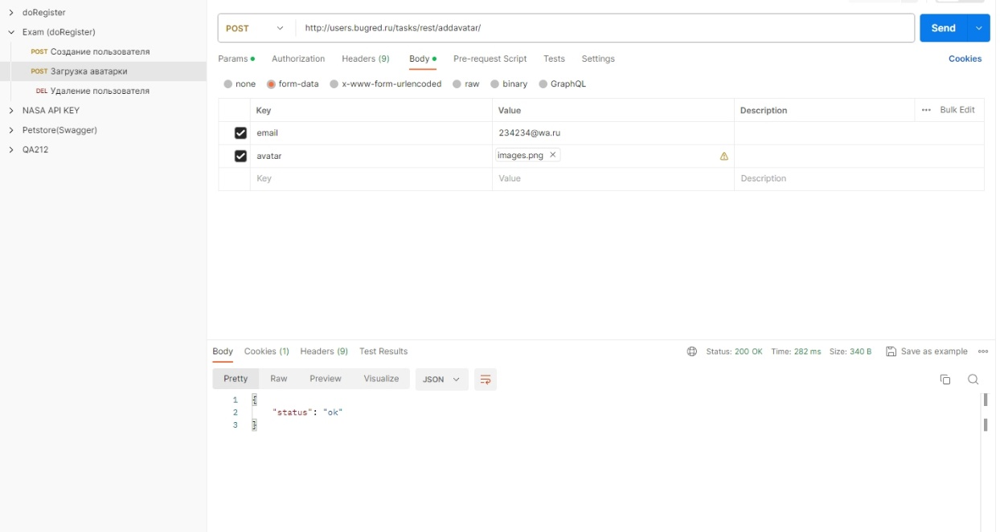 doRegister
Exam (doRegister)
POST Создание пользователя
POST Загрузка аватарки
DEL Удаление пользователя
NASA API KEY
Petstore(Swagger)
QA212
POST http://users.bugred.ru/tasks/rest/addavatar/ Send
Params Authorization Headers (9) Body Pre-request Script Tests Settings Cookies
none form-data x-www-form-urlencoded raw binary GraphQL
Key Value Description Bulk Edit
email 234234@wa.ru
avatar images.png
Key Value Description
Body Cookies (1) Headers (9) Test Results Status: 200 OK Time: 282 ms Size: 340 B Save as example
Pretty Raw Preview Visualize JSON
1 {
2 "status": "ok"
3 }